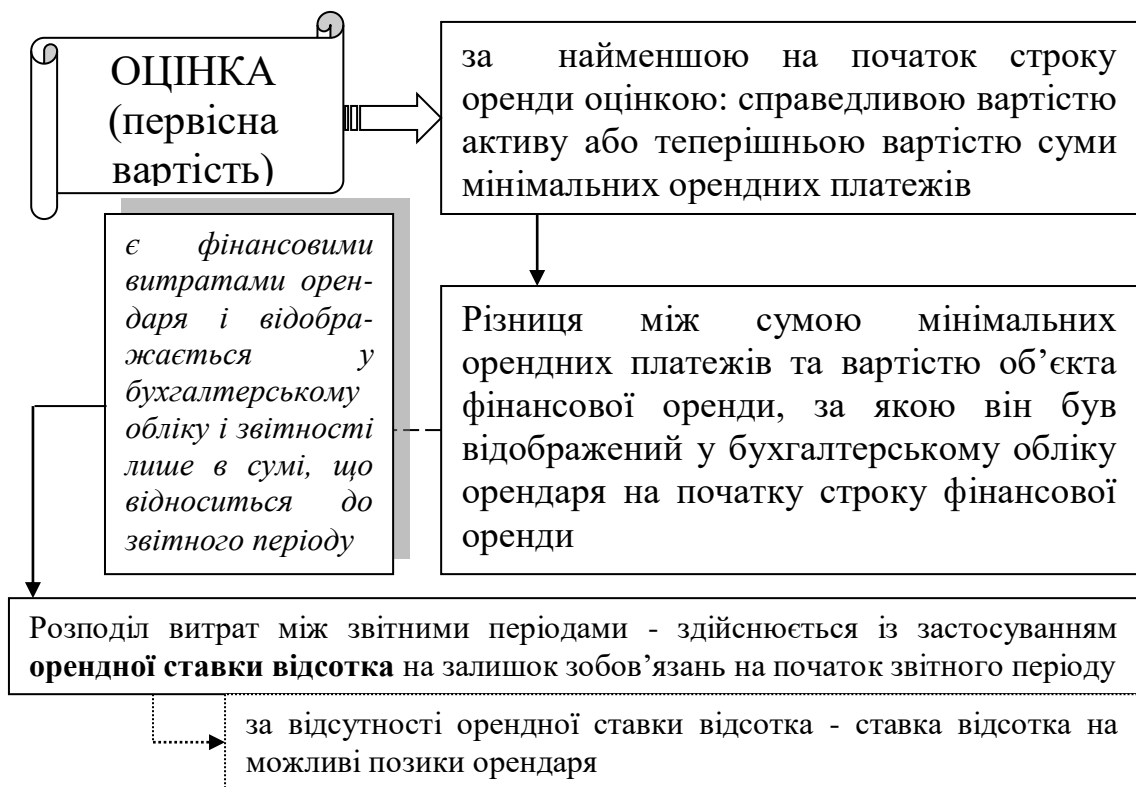 ОЦІНКА
(первісна
вартість)
за найменшою на початок строку
оренди оцінкою: справедливою вартістю
активу або теперішньою вартістю суми
мінімальних орендних платежів
є фінансовими
витратами орен-
даря і відобра-
жається у
бухгалтерському
обліку і звітності
лише в сумі, що
відноситься до
звітного періоду
Різниця між сумою мінімальних
орендних платежів та вартістю об’єкта
фінансової оренди, за якою він був
відображений у бухгалтерському обліку
орендаря на початку строку фінансової
оренди
Розподіл витрат між звітними періодами - здійснюється із застосуванням
орендної ставки відсотка на залишок зобов’язань на початок звітного періоду
за відсутності орендної ставки відсотка - ставка відсотка на
можливі позики орендаря